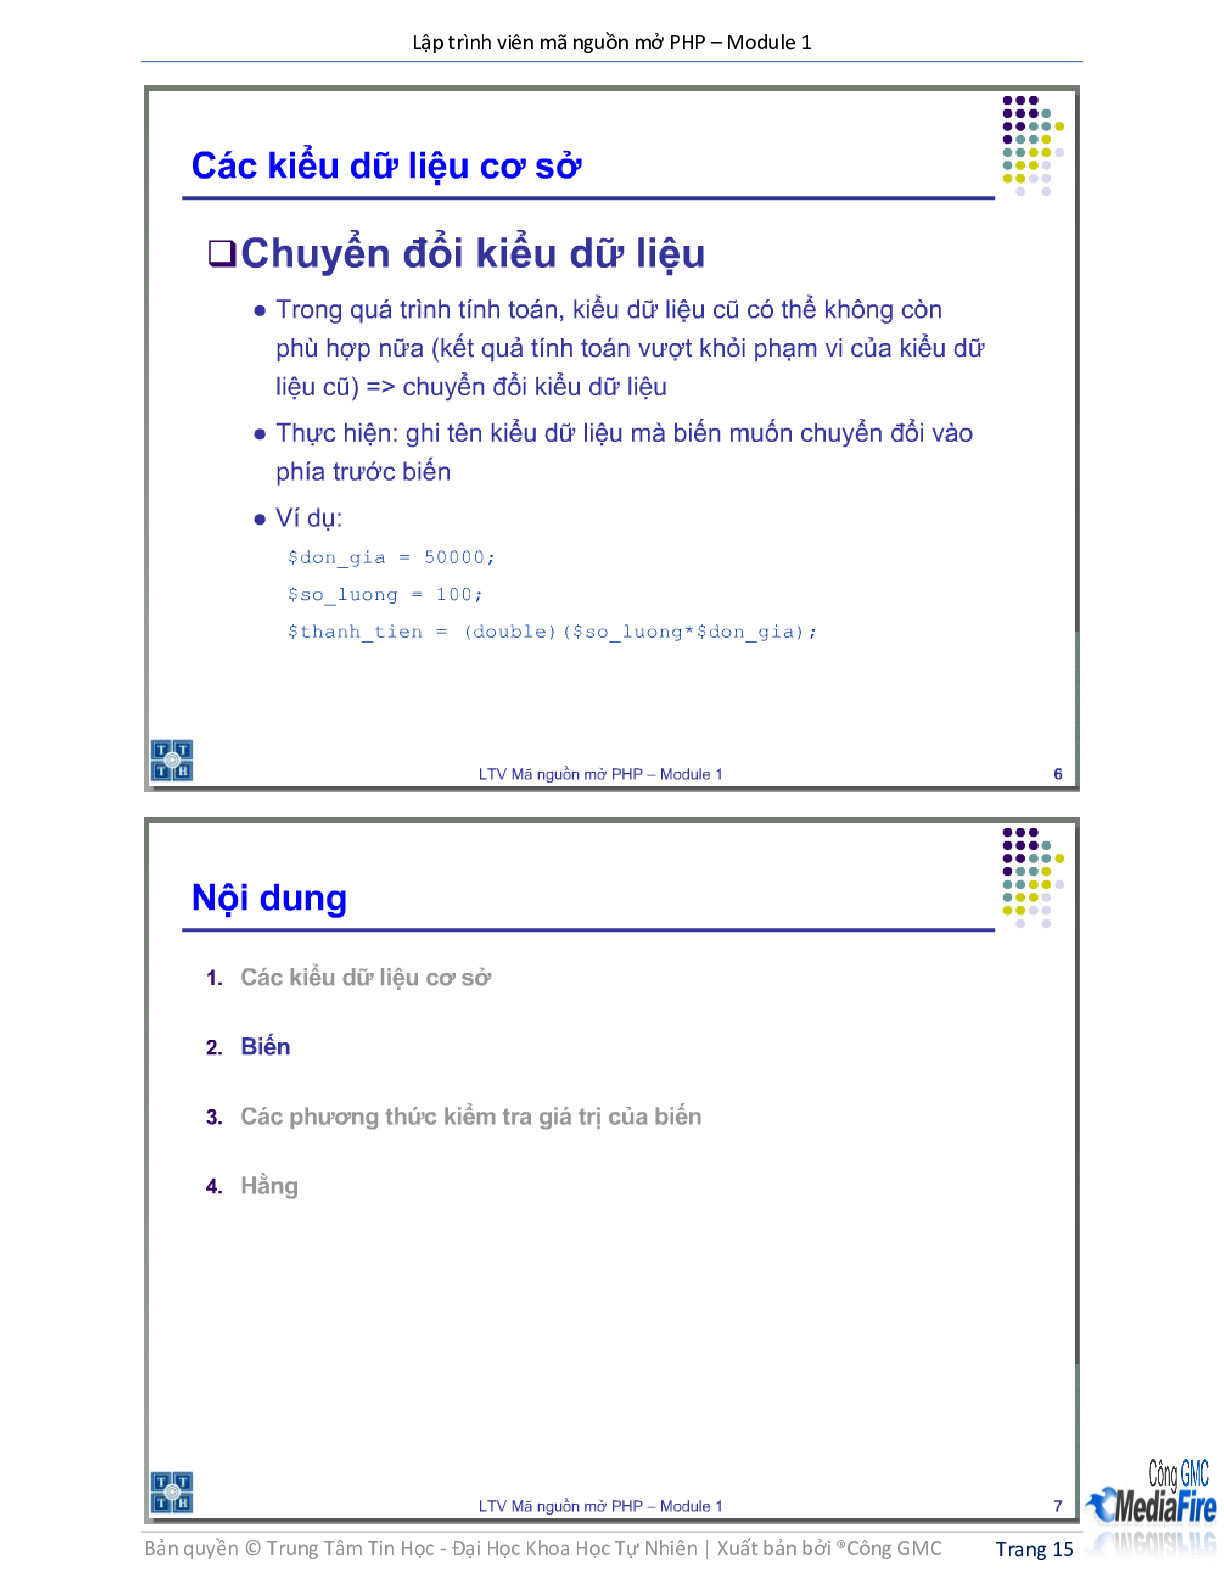 Lập trình viên mã nguồn mở PHP – Module 1
Các kiểu dữ liệu cơ sở
Chuyển đổi kiểu dữ liệu
Trong quá trình tính toán, kiểu dữ liệu cũ có thể không còn
phù hợp nữa (kết quả tính toán vượt khỏi phạm vi của kiểu dữ
liệu cũ) => chuyển đổi kiểu dữ liệu
Thực hiện: ghi tên kiểu dữ liệu mà biến muốn chuyển đổi vào
phía trước biến
Ví dụ:
$don_gia = 50000;
$so_luong = 100;
$thanh_tien = (double)($so_luong*$don_gia);
T T
T H
LTV Mã nguồn mở PHP – Module 1 6
Nội dung
1. Các kiểu dữ liệu cơ sở
2. Biến
3. Các phương thức kiểm tra giá trị của biến
4. Hằng
T T
T H
LTV Mã nguồn mở PHP – Module 1 7
Công GMC
MediaFire
Bản quyền © Trung Tâm Tin Học - Đại Học Khoa Học Tự Nhiên | Xuất bản bởi ®Công GMC Trang 15